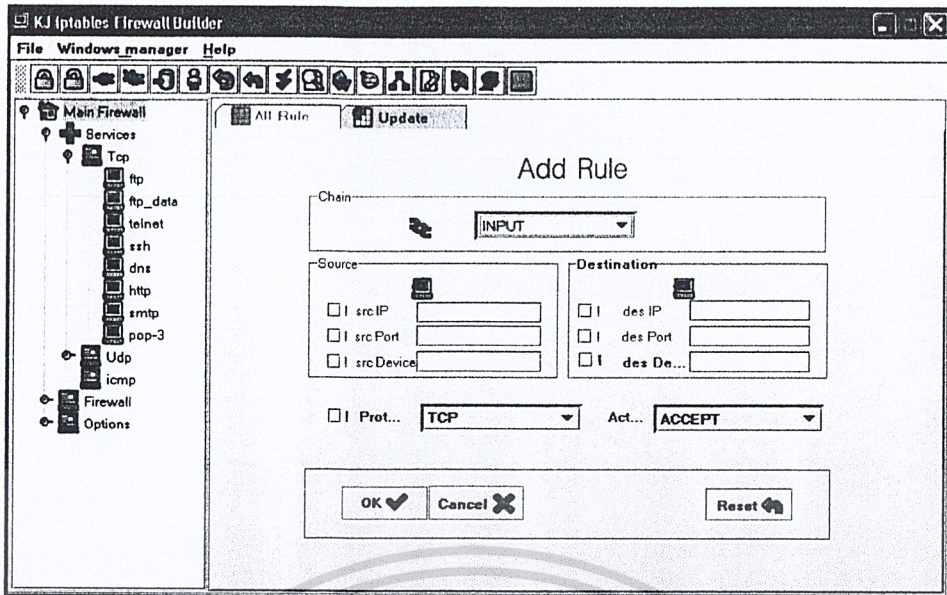 KJ iptables Firewall Builder
File Windows_manager Help
Main Firewall
Services
Tcp
ftp
ftp_data
telnet
ssh
dns
http
smtp
pop-3
Udp
icmp
Firewall
Options
All Rule
Update
Add Rule
Chain
INPUT
Source
! src IP
! src Port
! src Device
Destination
! des IP
! des Port
! des De...
! Prot... TCP
Act... ACCEPT
OK
Cancel
Reset